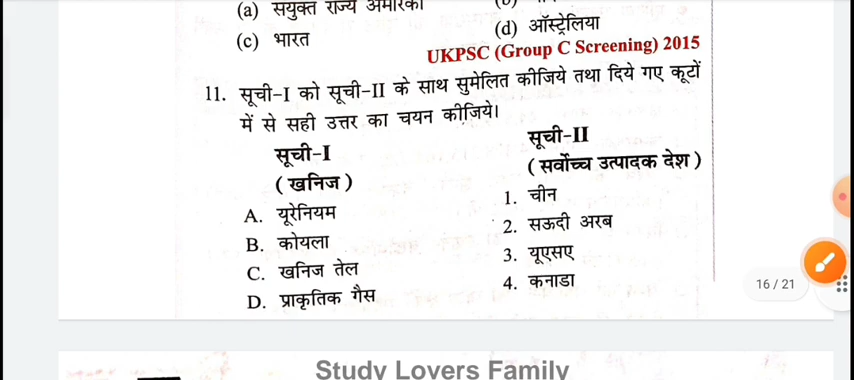 (a) संयुक्त राज्य अमेरिका
(b)
(c) भारत
(d) ऑस्ट्रेलिया
UKPSC (Group C Screening) 2015
11. सूची-I को सूची-II के साथ सुमेलित कीजिये तथा दिये गए कूटों
में से सही उत्तर का चयन कीजिये।
सूची-I
(खनिज)
A. यूरेनियम
B. कोयला
C. खनिज तेल
D. प्राकृतिक गैस
सूची-II
(सर्वोच्च उत्पादक देश)
1. चीन
2. सऊदी अरब
3. यूएसए
4. कनाडा
16 / 21
Study Lovers Family